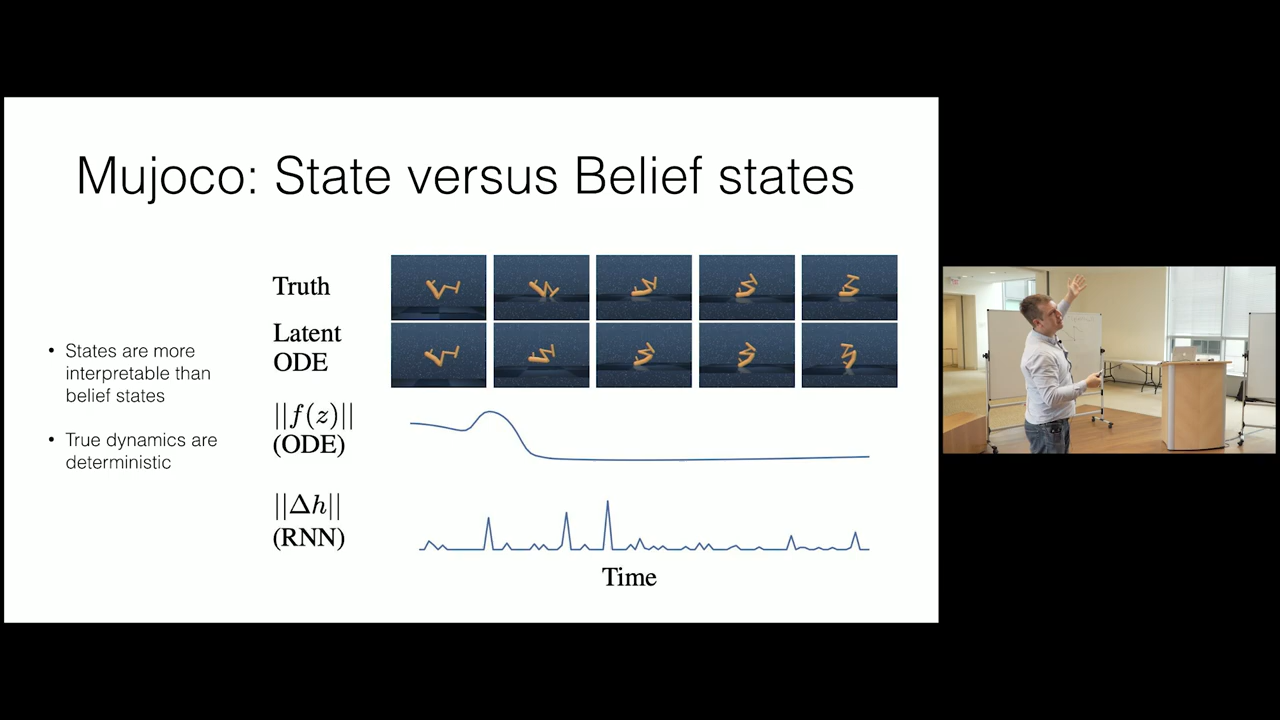 Mujoco: State versus Belief states
• States are more
interpretable than
belief states
• True dynamics are
deterministic
Truth
Latent
ODE
||f(z)||
(ODE)
||Δh||
(RNN)
Time